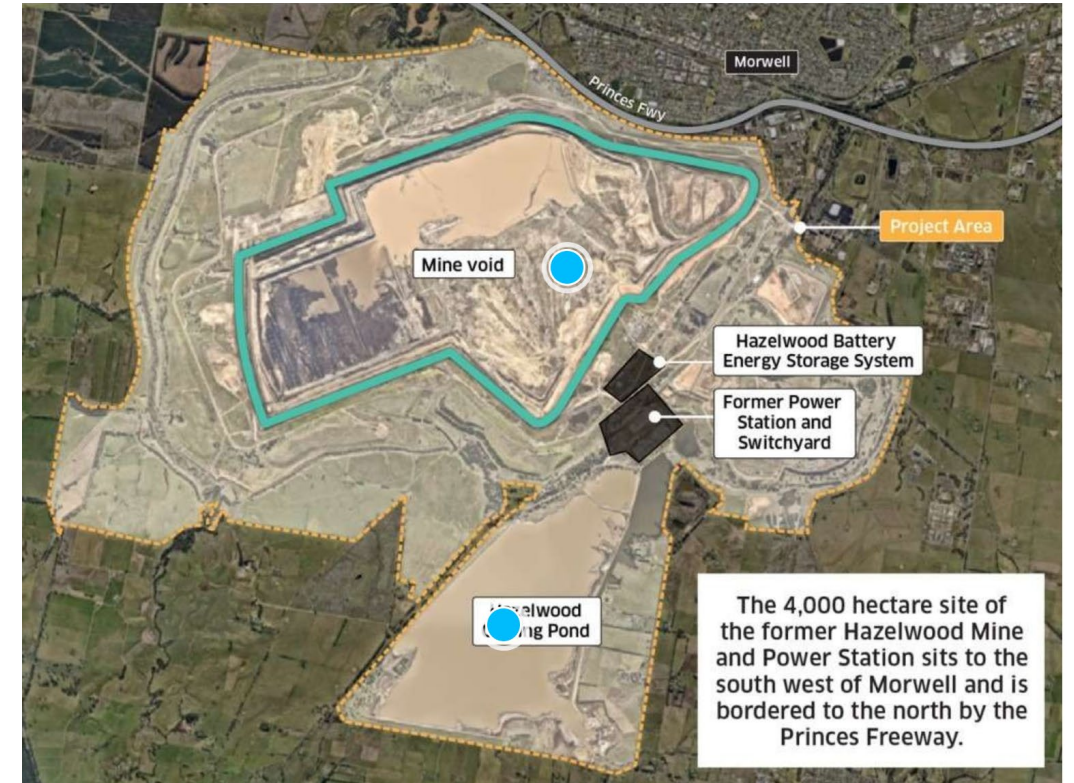 Morwell
Princes Fwy
Project Area
Mine void
Hazelwood Battery
Energy Storage System
Former Power
Station and
Switchyard
Pond
The 4,000 hectare site of
the former Hazelwood Mine
and Power Station sits to the
south west of Morwell and is
bordered to the north by the
Princes Freeway.